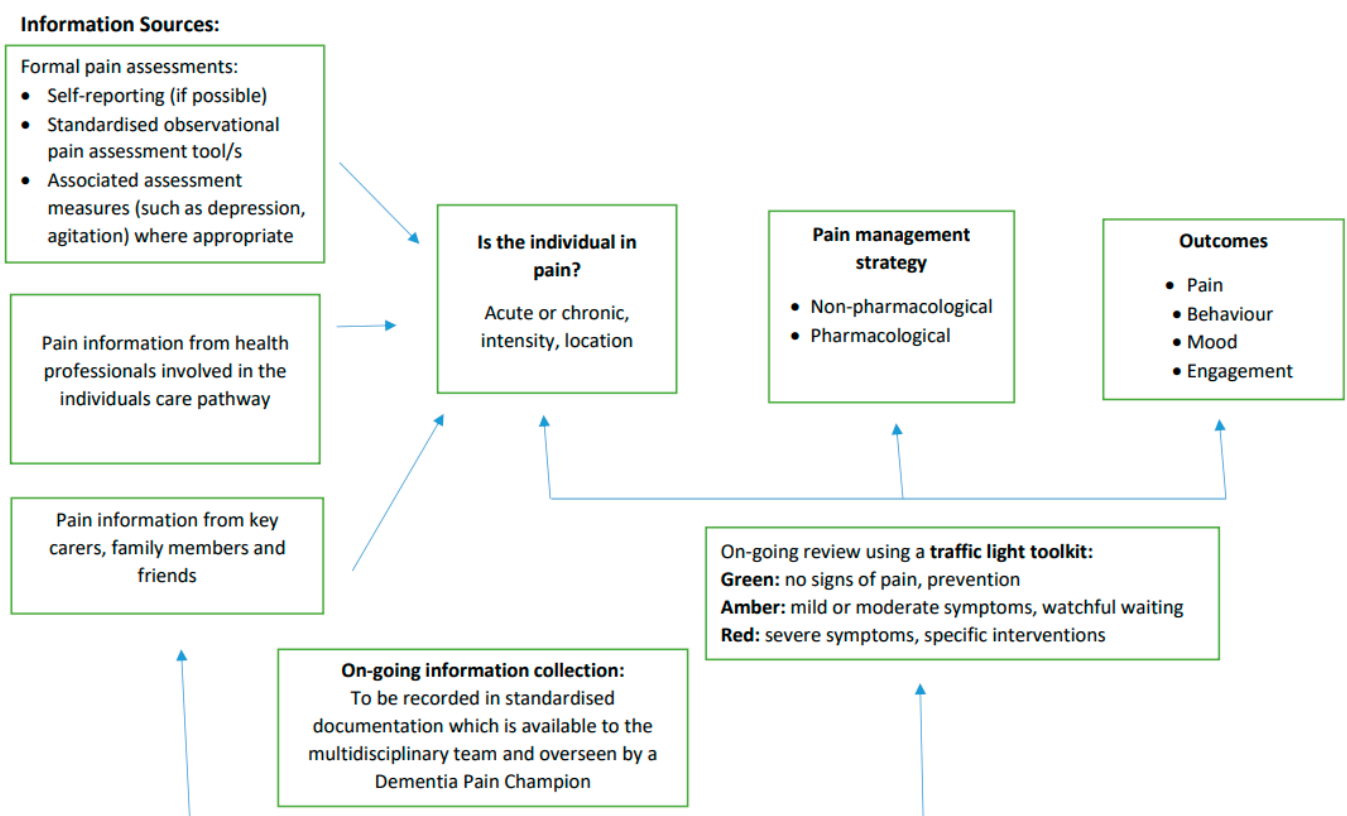 Information Sources:
Formal pain assessments:
• Self-reporting (if possible)
• Standardised observational
pain assessment tool/s
• Associated assessment
measures (such as depression,
agitation) where appropriate
Pain information from health
professionals involved in the
individuals care pathway
Pain information from key
carers, family members and
friends
Is the individual in
pain?
Acute or chronic,
intensity, location
Pain management
strategy
• Non-pharmacological
• Pharmacological
Outcomes
• Pain
• Behaviour
• Mood
• Engagement
On-going review using a traffic light toolkit:
Green: no signs of pain, prevention
Amber: mild or moderate symptoms, watchful waiting
Red: severe symptoms, specific interventions
On-going information collection:
To be recorded in standardised
documentation which is available to the
multidisciplinary team and overseen by a
Dementia Pain Champion